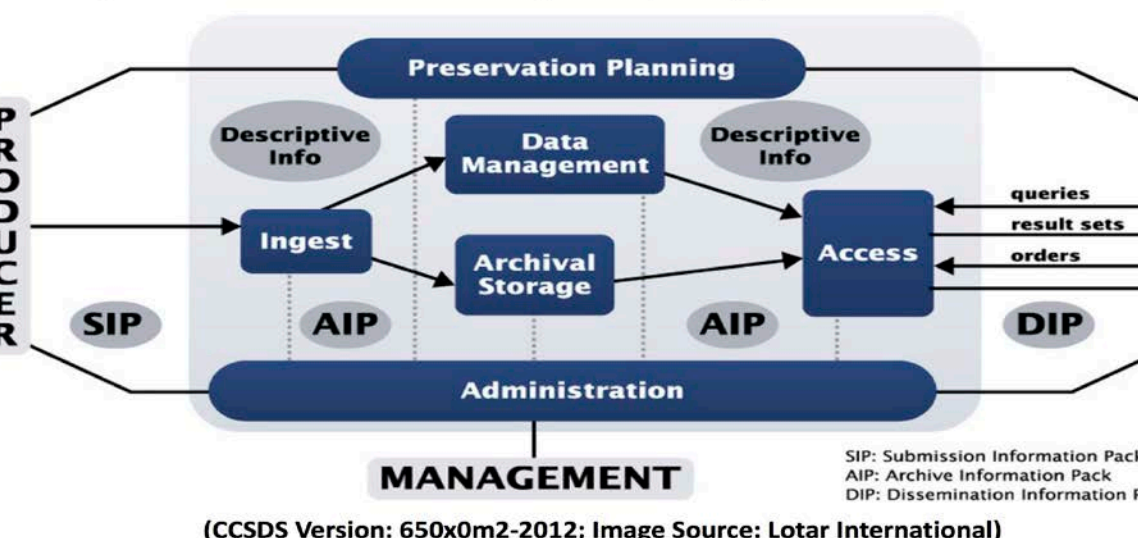 Preservation Planning
PRODUCER
Descriptive
Info
Data
Management
Descriptive
Info
queries
result sets
orders
Ingest
Archival
Storage
Access
SIP
AIP
AIP
DIP
Administration
MANAGEMENT
SIP: Submission Information Pack
AIP: Archive Information Pack
DIP: Dissemination Information
(CCSDS Version: 650x0m2-2012; Image Source: Lotar International)